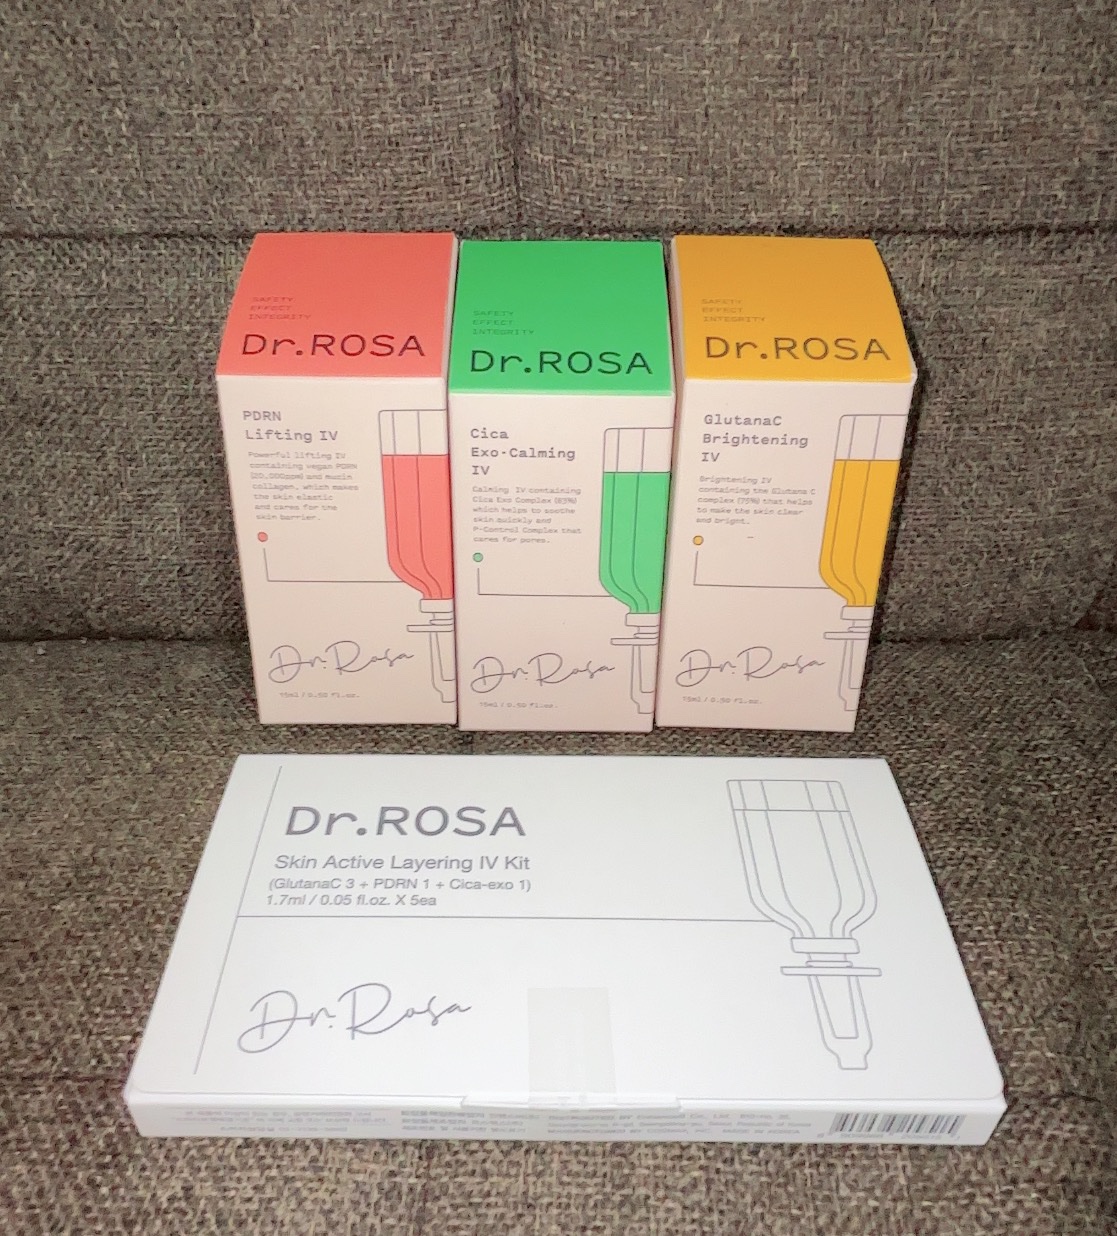 SAFETY
EFFECT
INTEGRITY
Dr.ROSA
PDRN
Lifting IV
Powerful lifting IV
containing vegan PDRN
(20,000ppm) and mucin
collagen, which makes
the skin elastic
and cares for the
skin barrier.
Dr.Rosa
15ml / 0.50 fl.oz.
SAFETY
EFFECT
INTEGRITY
Dr.ROSA
Cica
Exo-Calming
IV
Calming IV containing
Cica Exo Complex (83%)
which helps to soothe
skin quickly and
P-Control Complex that
cares for pores.
Dr.Rosa
15ml / 0.50 fl.oz.
SAFETY
EFFECT
INTEGRITY
Dr.ROSA
GlutanaC
Brightening
IV
Brightening IV
containing the Glutana C
complex (75%) that helps
to make the skin clear
and bright.
Dr.Rosa
15ml / 0.50 fl.oz.
Dr.ROSA
Skin Active Layering IV Kit
(GlutanaC 3 + PDRN 1 + Cica-exo 1)
1.7ml / 0.05 fl.oz. X 5ea
Dr.Rosa
MADE IN KOREA